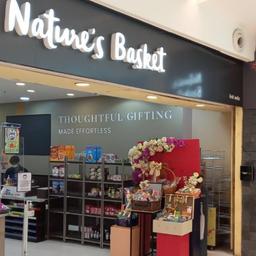 Nature's Basket
THOUGHTFUL GIFTING
MADE EFFORTLESS